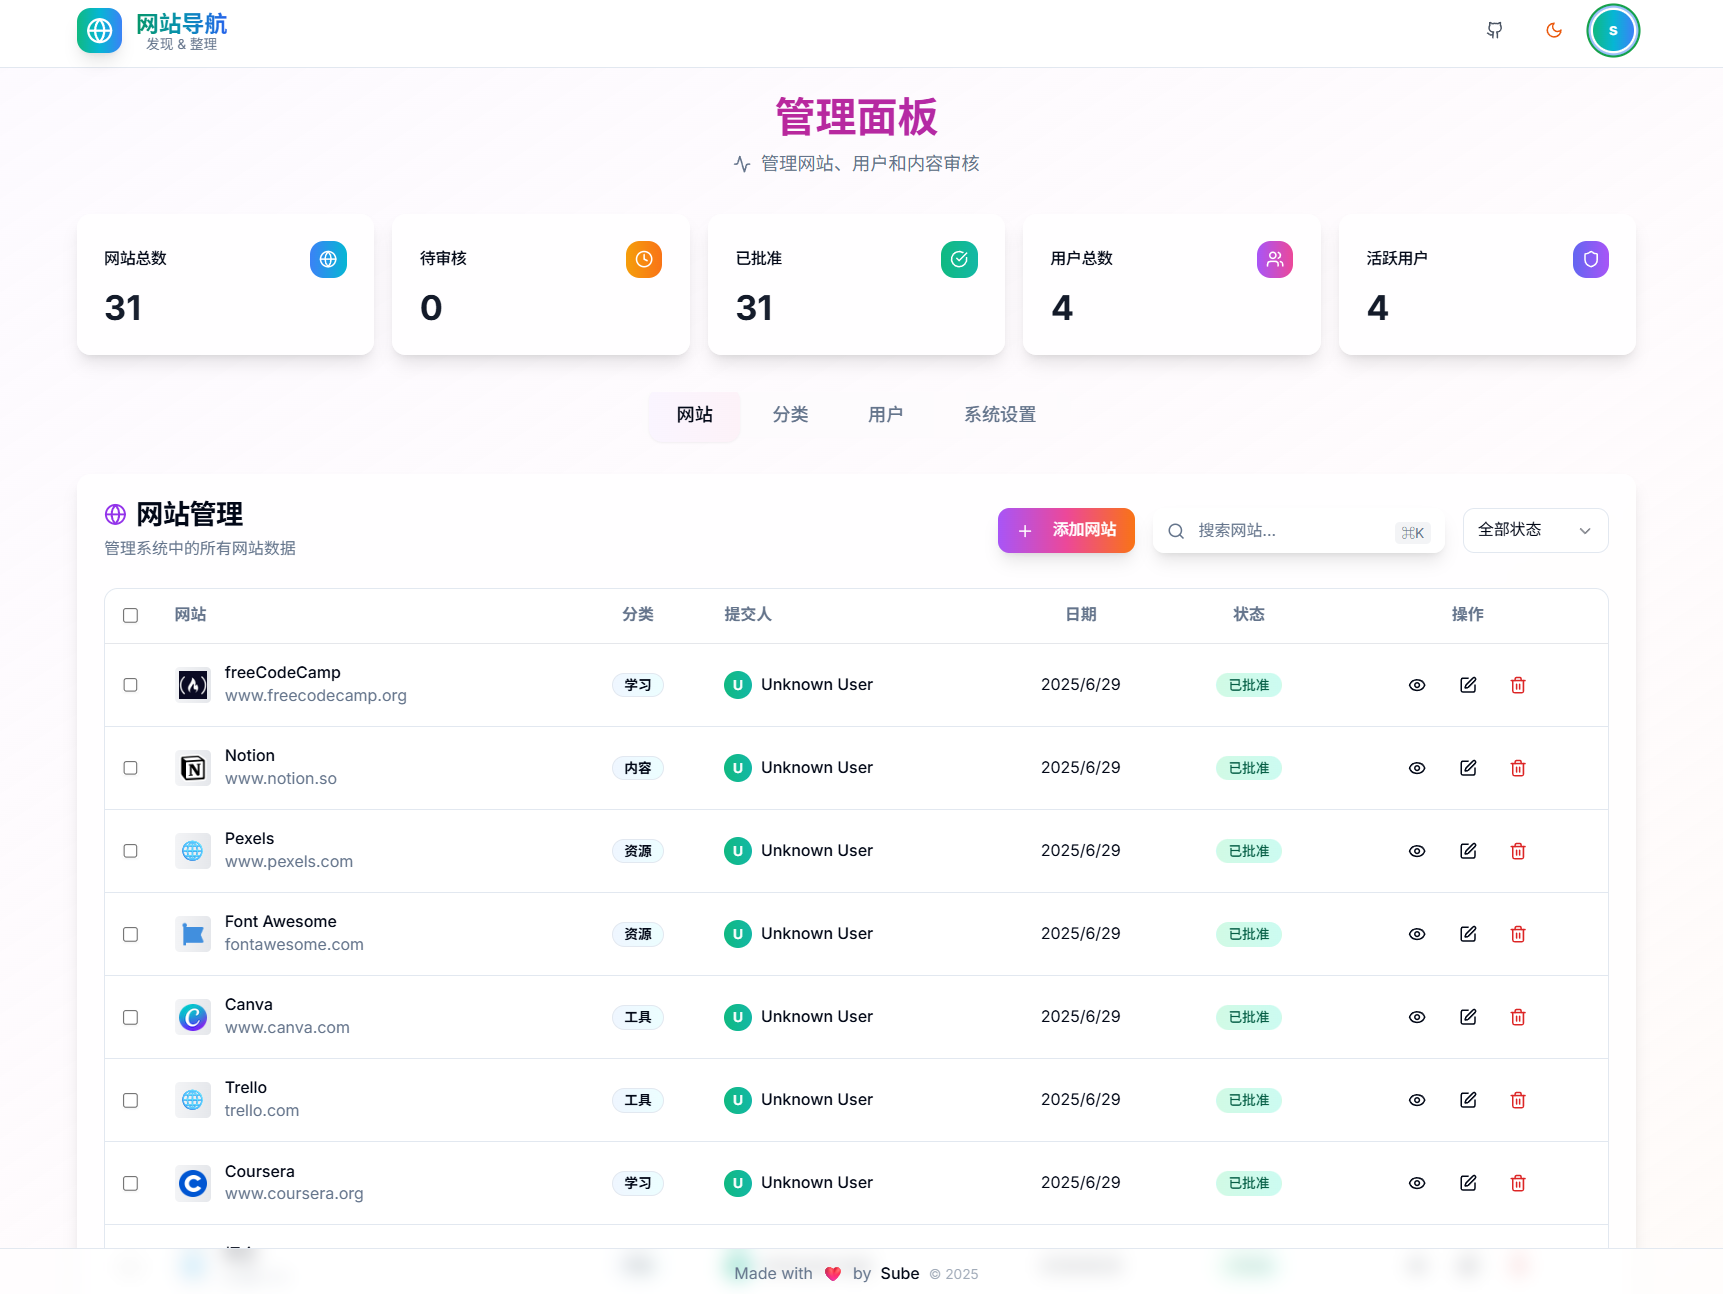 网站导航
发现 & 整理
S
管理面板
管理网站、用户和内容审核
网站总数
31
待审核
0
已批准
31
用户总数
4
活跃用户
4
网站 分类 用户 系统设置
网站管理
管理系统中的所有网站数据
添加网站
搜索网站... ⌘K
全部状态
网站 分类 提交人 日期 状态 操作
freeCodeCamp
www.freecodecamp.org
学习 U Unknown User 2025/6/29 已批准
Notion
www.notion.so
内容 U Unknown User 2025/6/29 已批准
Pexels
www.pexels.com
资源 U Unknown User 2025/6/29 已批准
Font Awesome
fontawesome.com
资源 U Unknown User 2025/6/29 已批准
Canva
www.canva.com
工具 U Unknown User 2025/6/29 已批准
Trello
trello.com
工具 U Unknown User 2025/6/29 已批准
Coursera
www.coursera.org
学习 U Unknown User 2025/6/29 已批准
Made with ❤️ by Sube © 2025